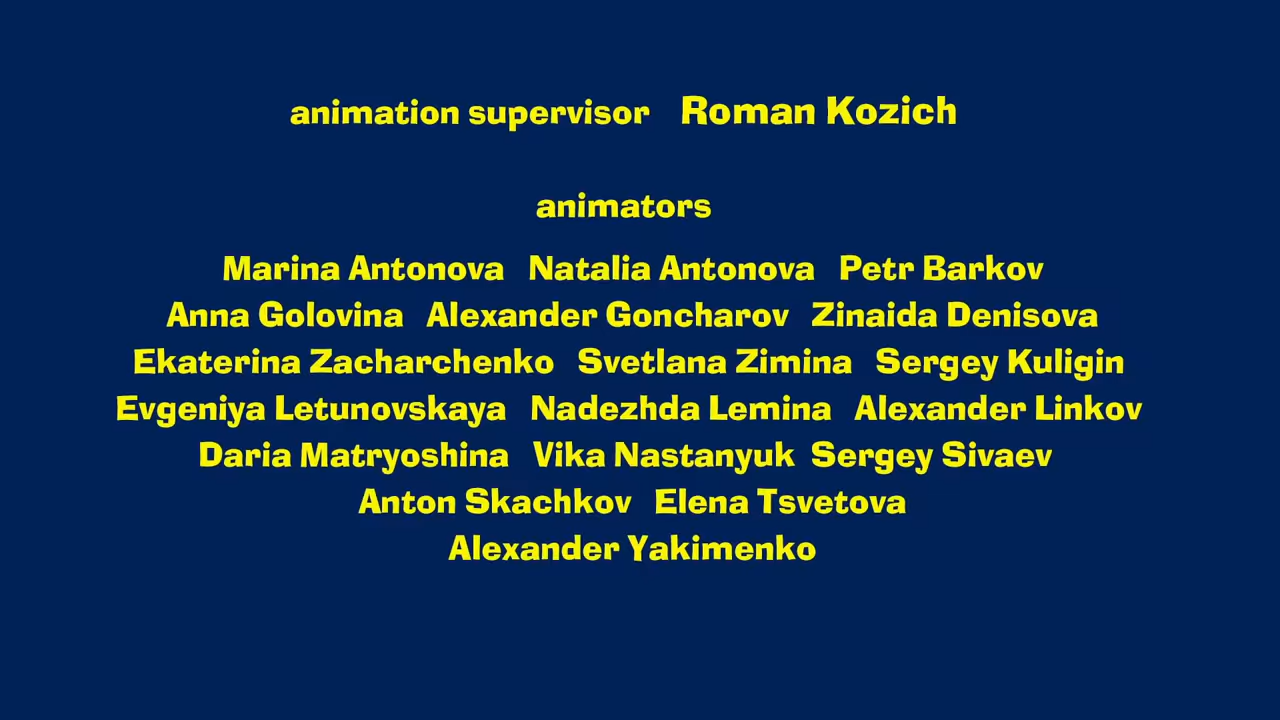 animation supervisor Roman Kozich
animators
Marina Antonova Natalia Antonova Petr Barkov
Anna Golovina Alexander Goncharov Zinaida Denisova
Ekaterina Zacharchenko Svetlana Zimina Sergey Kuligin
Evgeniya Letunovskaya Nadezhda Lemina Alexander Linkov
Daria Matryoshina Vika Nastanyuk Sergey Sivaev
Anton Skachkov Elena Tsvetova
Alexander Yakimenko